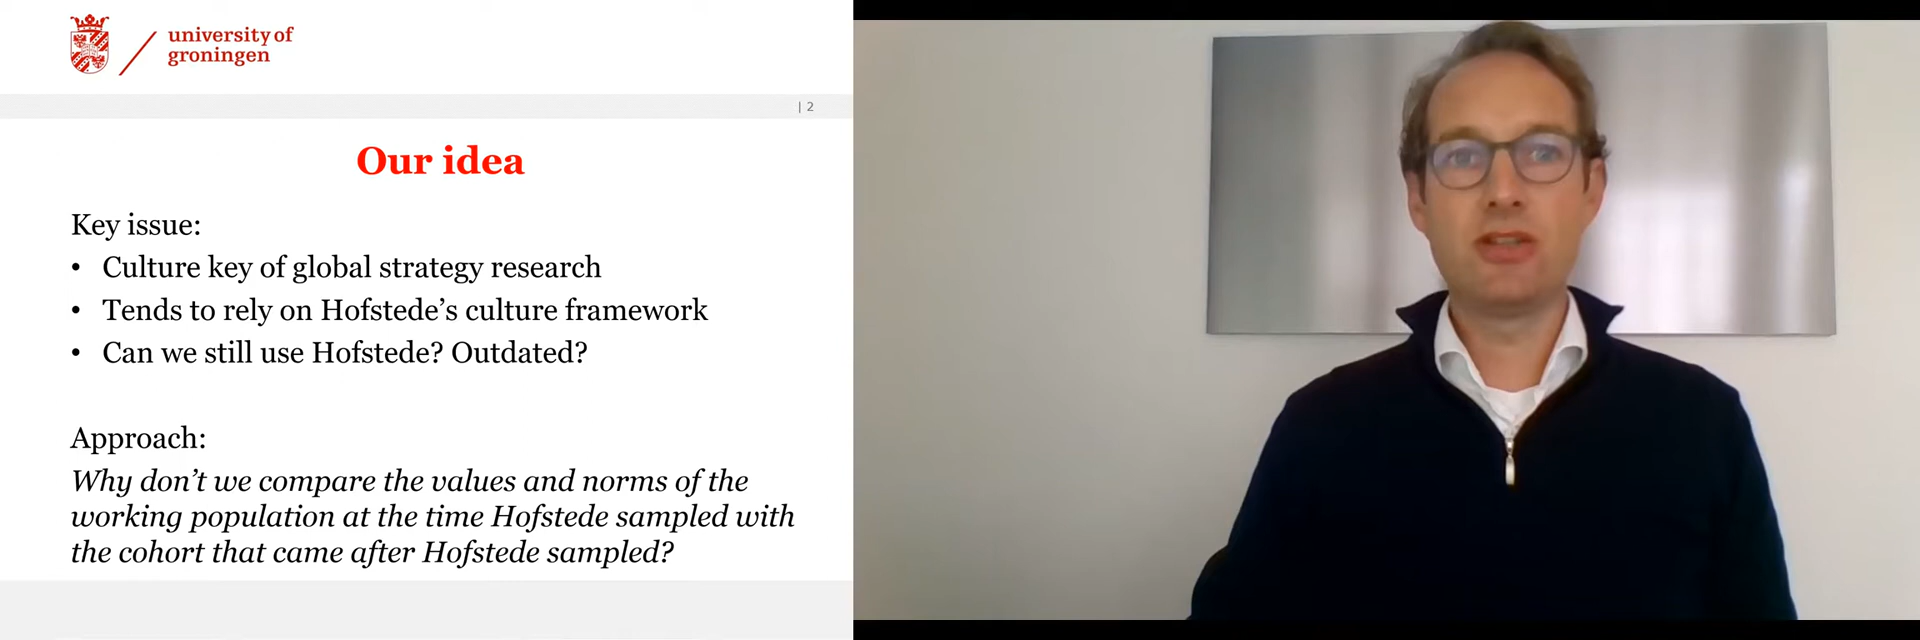 university of
groningen
| 2
Our idea
Key issue:
• Culture key of global strategy research
• Tends to rely on Hofstede’s culture framework
• Can we still use Hofstede? Outdated?
Approach:
Why don’t we compare the values and norms of the
working population at the time Hofstede sampled with
the cohort that came after Hofstede sampled?